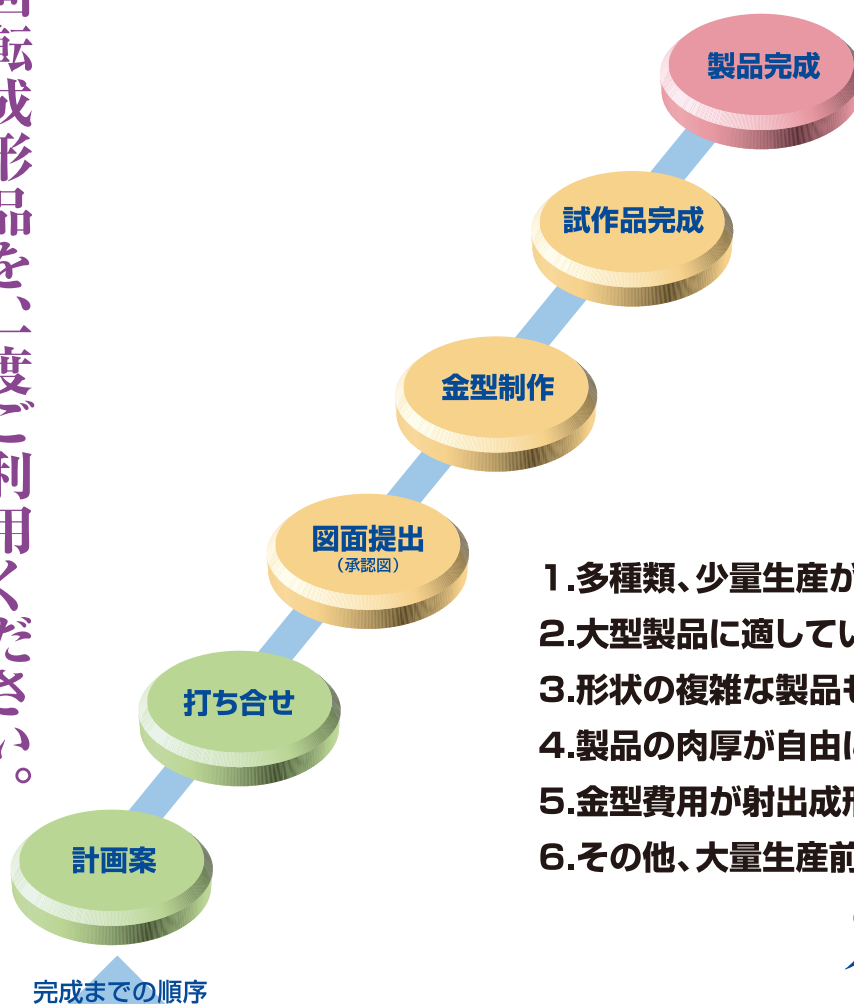 回転成形品を、一度ご利用ください。
製品完成
試作品完成
金型制作
図面提出
（承認図）
打ち合せ
計画案
完成までの順序
1.多種類、少量生産が
2.大型製品に適してい
3.形状の複雑な製品も
4.製品の肉厚が自由に
5.金型費用が射出成形
6.その他、大量生産前